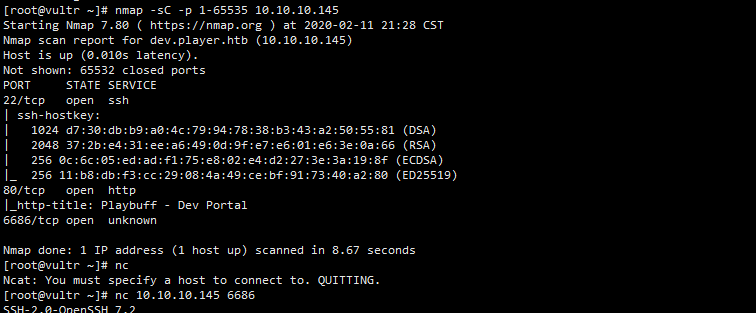 [root@vultr ~]# nmap -sC -p 1-65535 10.10.10.145
Starting Nmap 7.80 ( https://nmap.org ) at 2020-02-11 21:28 CST
Nmap scan report for dev.player.htb (10.10.10.145)
Host is up (0.010s latency).
Not shown: 65532 closed ports
PORT     STATE SERVICE
22/tcp   open  ssh
| ssh-hostkey:
|   1024 d7:30:db:b9:a0:4c:79:94:78:38:b3:43:a2:50:55:81 (DSA)
|   2048 37:2b:e4:31:ee:a6:49:0d:9f:e7:e6:01:e6:3e:0a:66 (RSA)
|   256 0c:6c:05:ed:ad:f1:75:e8:02:e4:d2:27:3e:3a:19:8f (ECDSA)
|_  256 11:b8:db:f3:cc:29:08:4a:49:ce:bf:91:73:40:a2:80 (ED25519)
80/tcp   open  http
|_http-title: Playbuff - Dev Portal
6686/tcp open  unknown
Nmap done: 1 IP address (1 host up) scanned in 8.67 seconds
[root@vultr ~]# nc
Ncat: You must specify a host to connect to. QUITTING.
[root@vultr ~]# nc 10.10.10.145 6686
SSH-2.0-OpenSSH_7.2